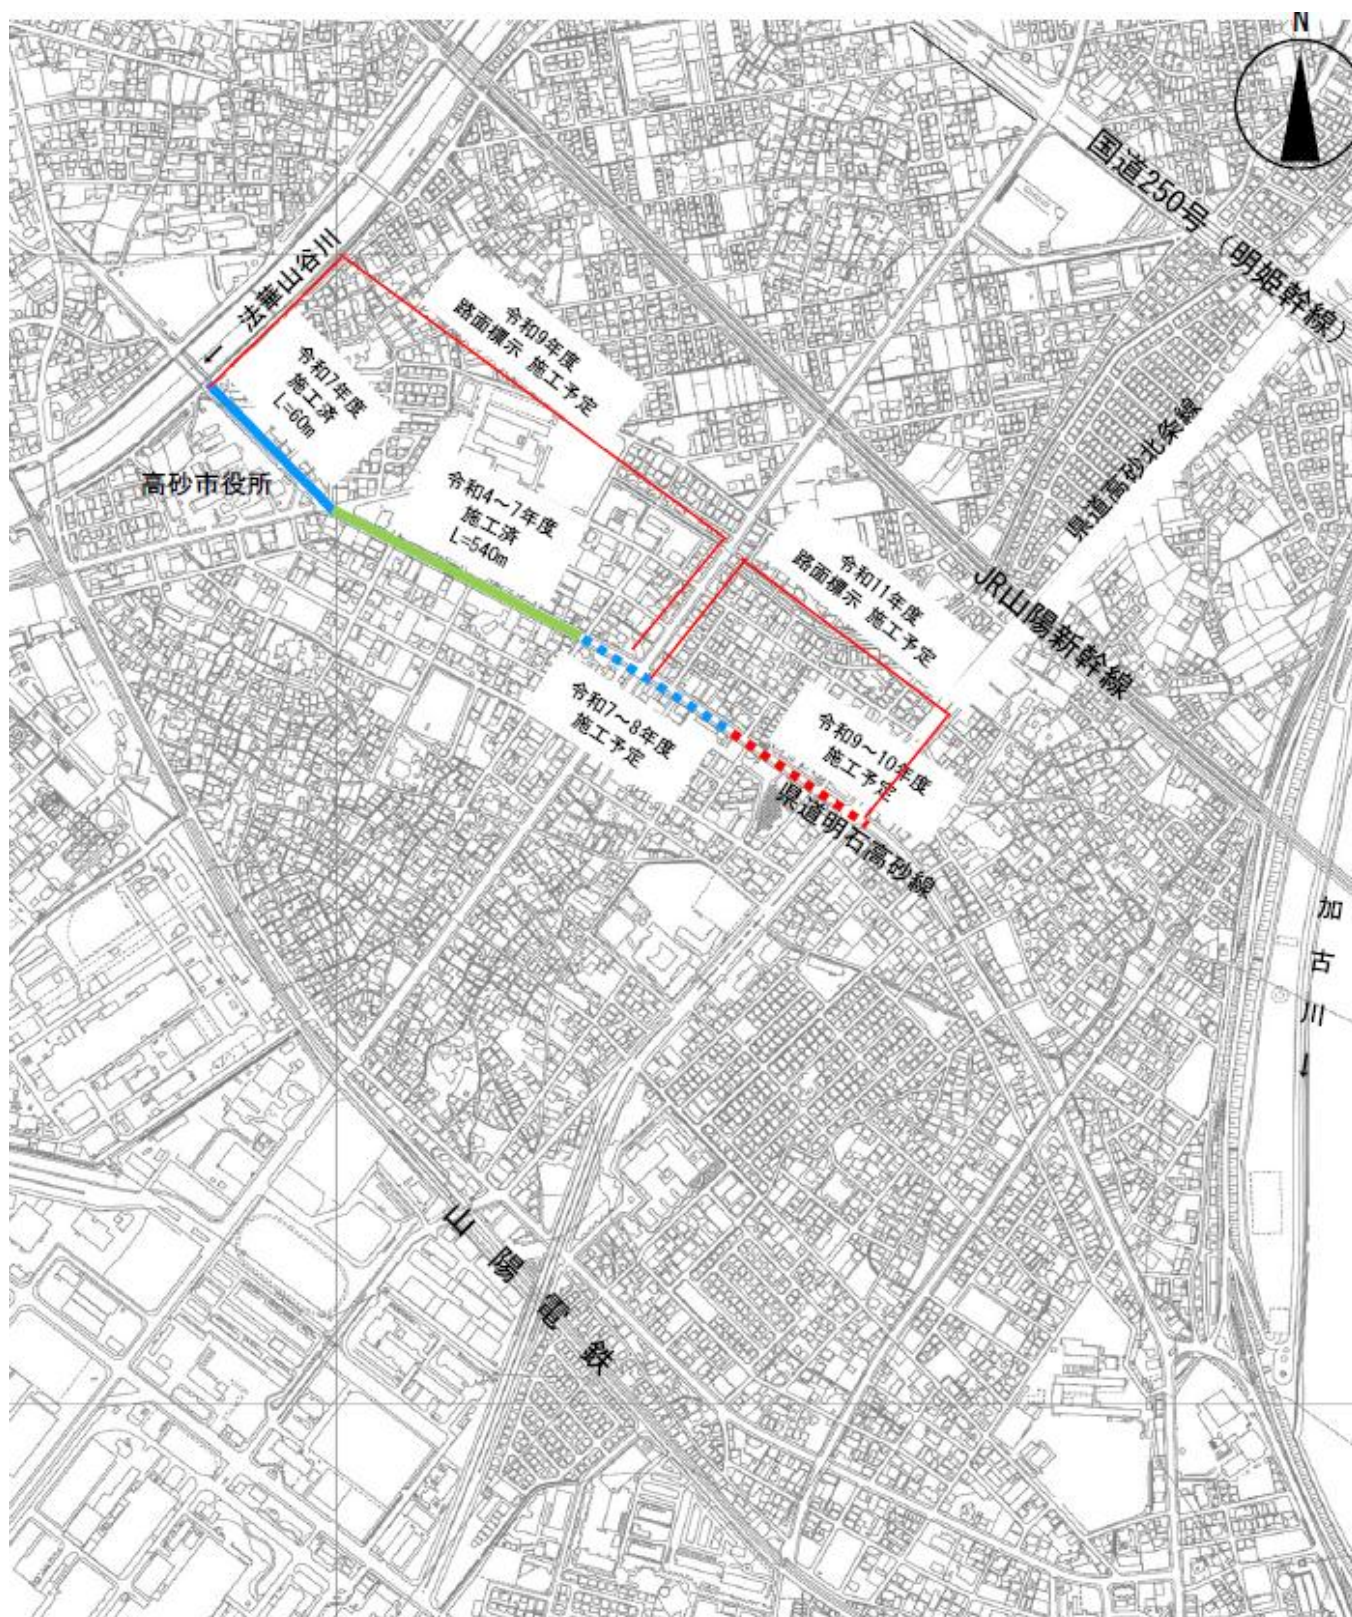 N
国道250号（明姫幹線）
法華山谷川
←
令和9年度
路面標示 施工予定
令和7年度
施工済
L=60m
県道高砂北条線
高砂市役所
令和4～7年度
施工済
L=540m
令和11年度
路面標示 施工予定
JR山陽新幹線
令和7～8年度
施工予定
令和9～10年度
施工予定
県道明石高砂線
加古川
→
山陽電鉄